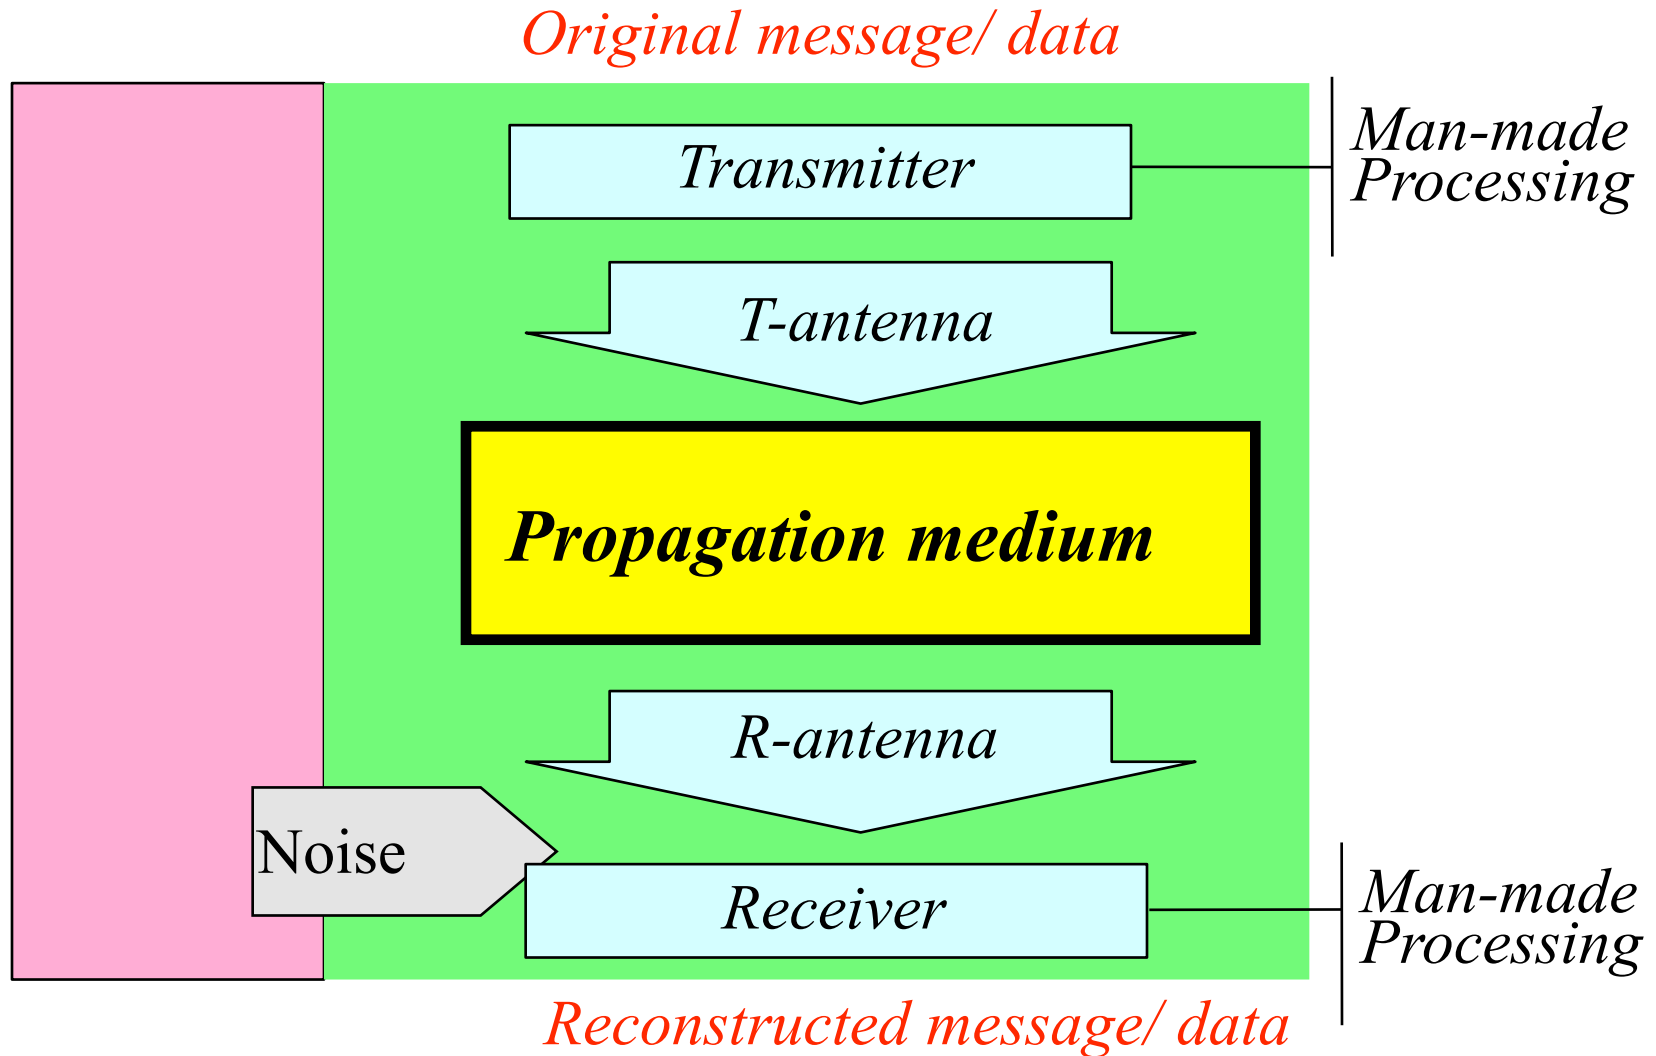 Original message/ data
Transmitter
Man-made
Processing
T-antenna
Propagation medium
R-antenna
Noise
Receiver
Man-made
Processing
Reconstructed message/ data